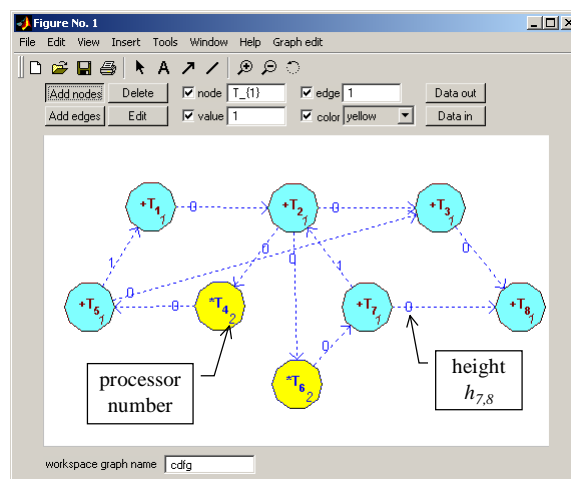 Figure No. 1
File Edit View Insert Tools Window Help Graph edit
A
Add nodes Delete node T_{1} edge 1 Data out
Add edges Edit value 1 color yellow Data in
+T1 1 0 +T2 1 0 +T3 1
0 0 1 0
1 0
+T5 1 0 *T4 2 +T7 1 0 +T8 1
0
*T6 2
processor
number
height
h7,8
workspace graph name cdfg